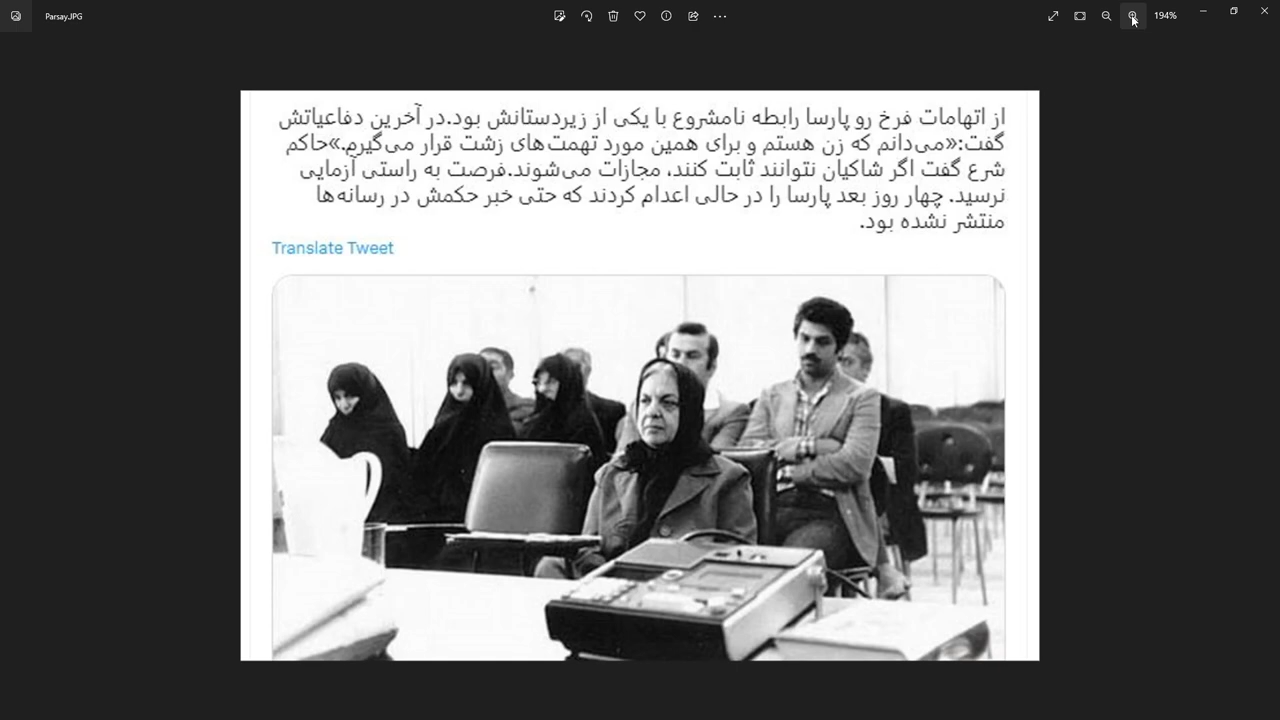 Parsay.JPG
194%
از اتهامات فرخ رو پارسا رابطه نامشروع با یکی از زیردستانش بود.در آخرین دفاعیاتش
گفت:«می‌دانم که زن هستم و برای همین مورد تهمت‌های زشت قرار می‌گیرم.»حاکم
شرع گفت اگر شاکیان نتوانند ثابت کنند، مجازات می‌شوند.فرصت به راستی آزمایی
نرسید. چهار روز بعد پارسا را در حالی اعدام کردند که حتی خبر حکمش در رسانه‌ها
منتشر نشده بود.
Translate Tweet